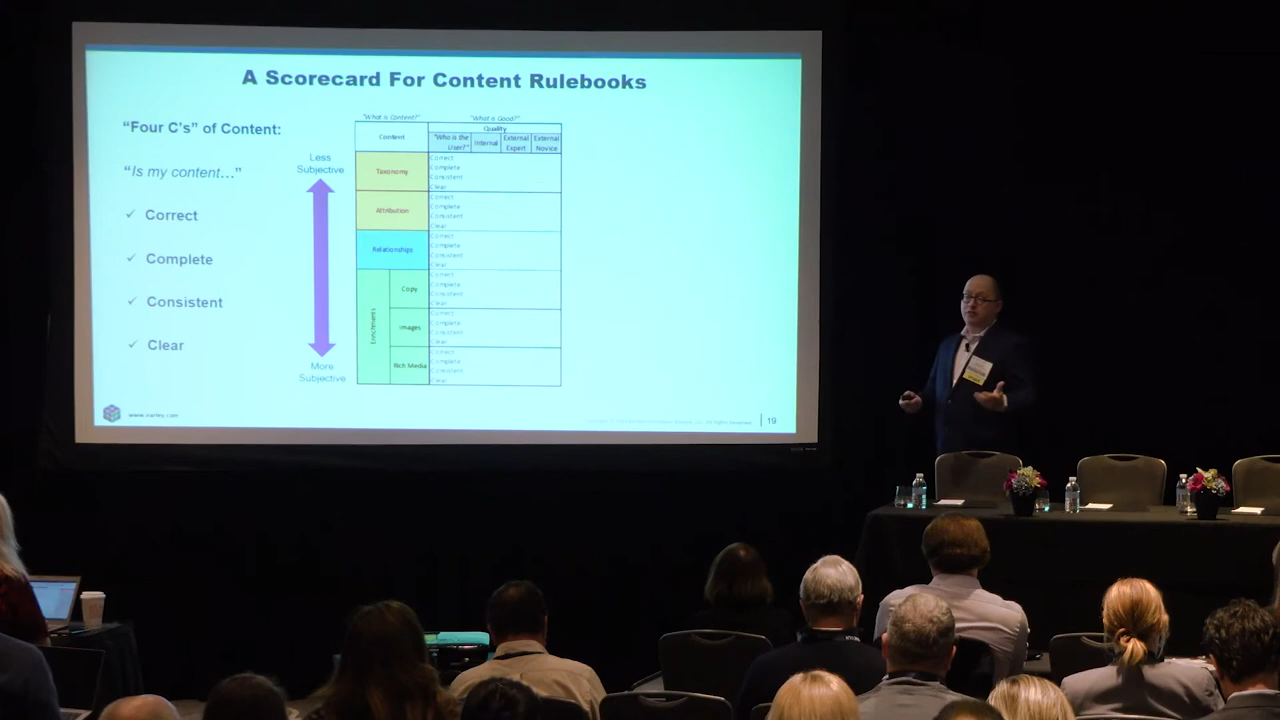 A Scorecard For Content Rulebooks
“Four C’s” of Content:
“Is my content…”
✓ Correct
✓ Complete
✓ Consistent
✓ Clear
Less
Subjective
More
Subjective
"What is Content?"
"What is Good?"
Content
Quality
"Who is the
User?"
Internal
External
Expert
External
Novice
Taxonomy
Correct
Complete
Consistent
Clear
Attribution
Correct
Complete
Consistent
Clear
Relationships
Correct
Complete
Consistent
Clear
Copy
Correct
Complete
Consistent
Clear
Images
Correct
Complete
Consistent
Clear
Rich Media
Correct
Complete
Consistent
Clear
19